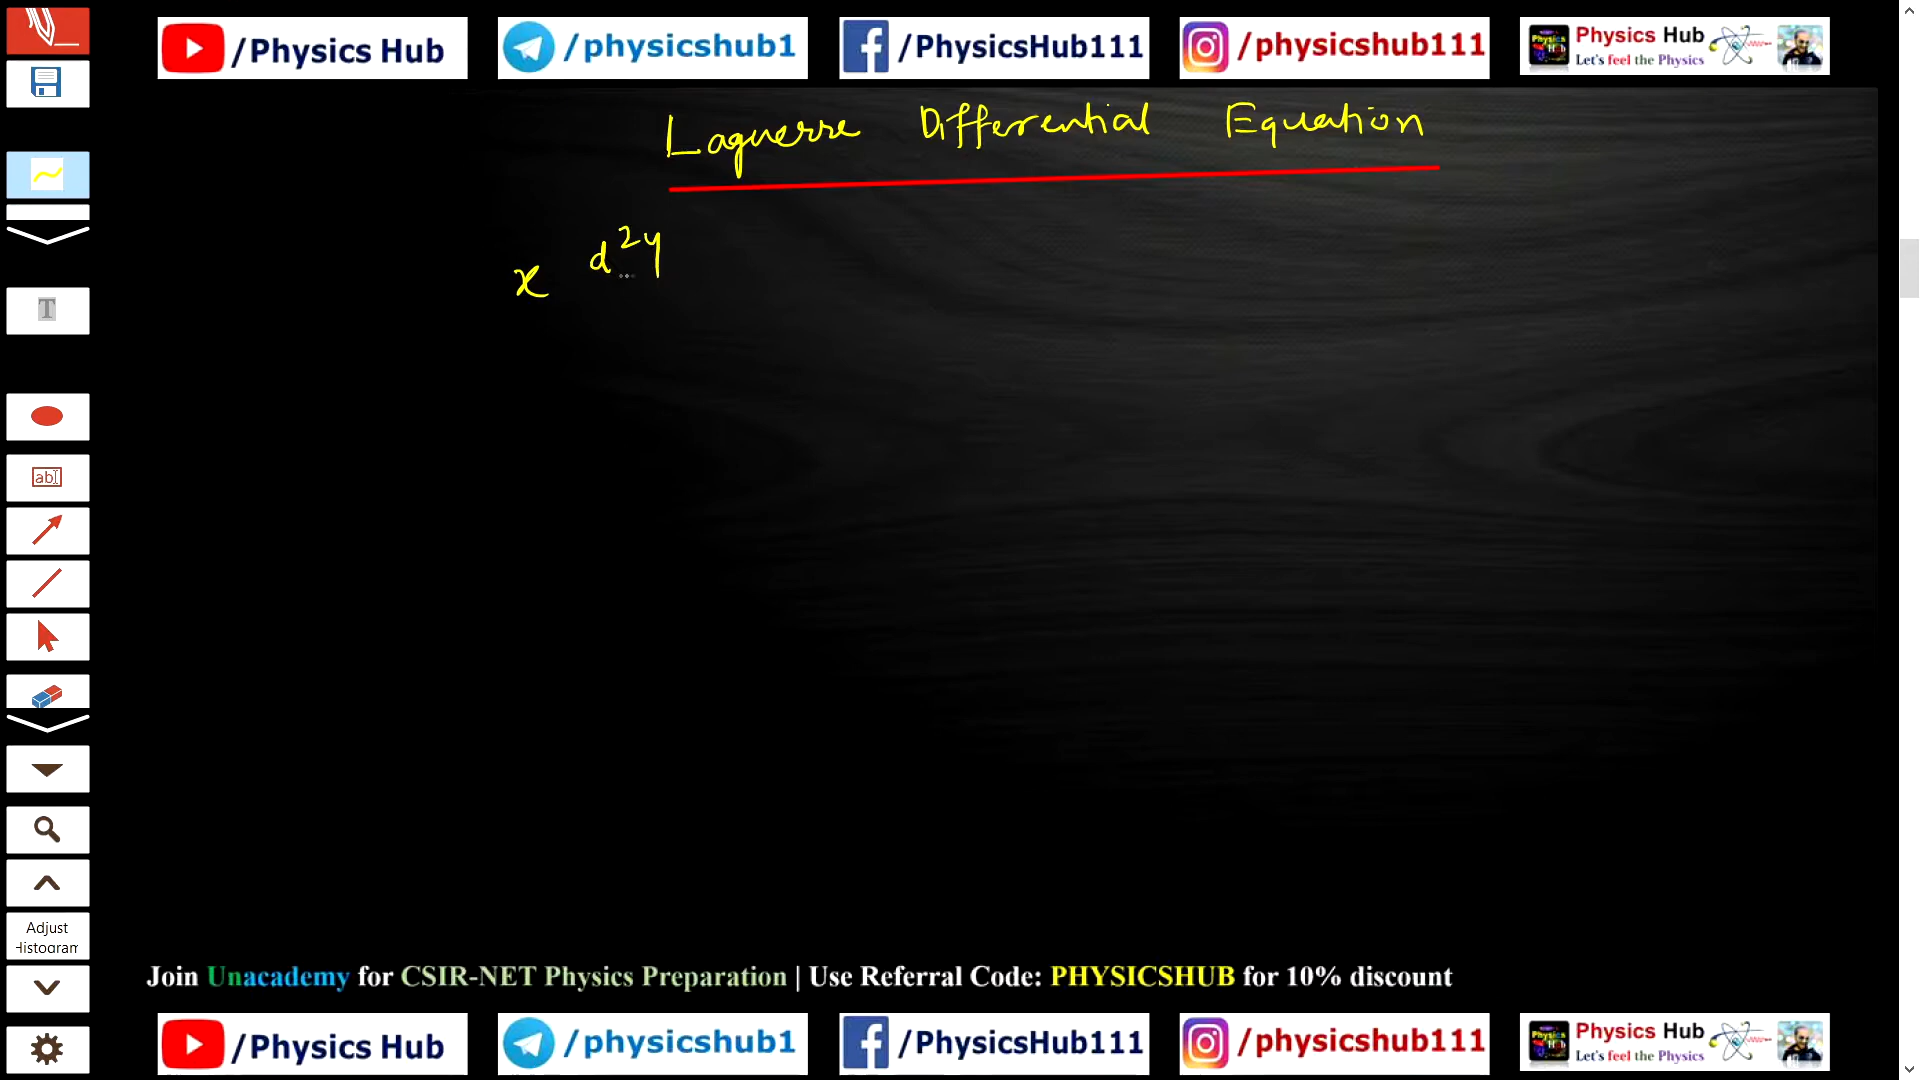 /Physics Hub /physicshub1 /PhysicsHub111 /physicshub111 Physics Hub
Let's feel the Physics
Laguerre Differential Equation
x d²y
T
abI
Adjust
Histogram
Join Unacademy for CSIR-NET Physics Preparation | Use Referral Code: PHYSICSHUB for 10% discount
/Physics Hub /physicshub1 /PhysicsHub111 /physicshub111 Physics Hub
Let's feel the Physics